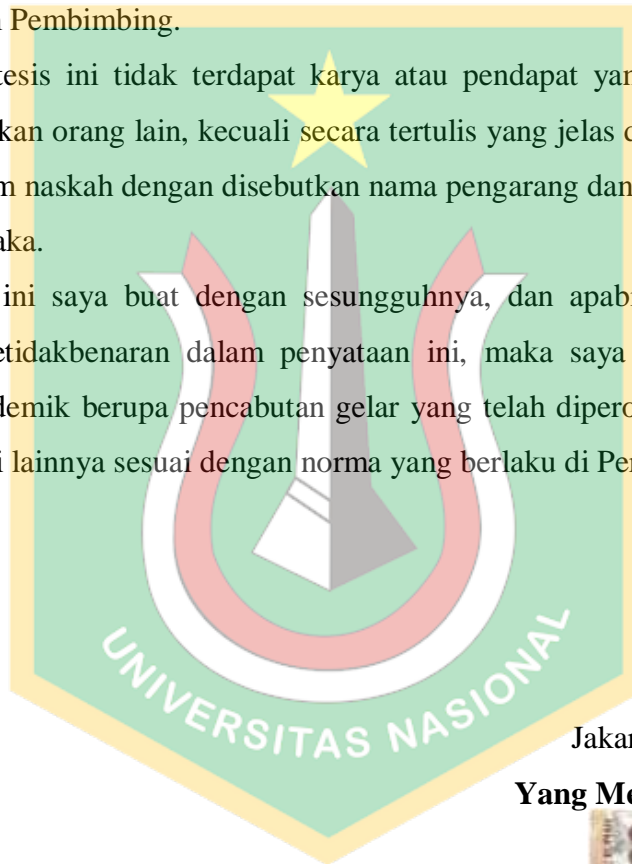 n Pembimbing.
tesis ini tidak terdapat karya atau pendapat yan
kan orang lain, kecuali secara tertulis yang jelas d
m naskah dengan disebutkan nama pengarang dan
aka.
ini saya buat dengan sesungguhnya, dan apab
etidakbenaran dalam penyataan ini, maka saya
demik berupa pencabutan gelar yang telah dipero
i lainnya sesuai dengan norma yang berlaku di Per
UNIVERSITAS NASIONAL
Jakar
Yang Me